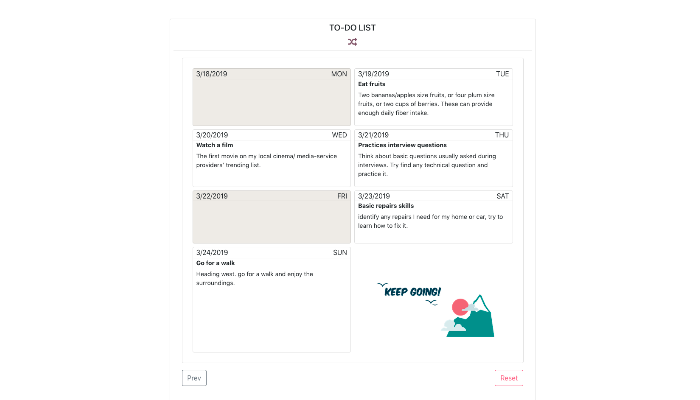 TO-DO LIST
3/18/2019 MON
3/19/2019 TUE
Eat fruits
Two bananas/apples size fruits, or four plum size
fruits, or two cups of berries. These can provide
enough daily fiber intake.
3/20/2019 WED
Watch a film
The first movie on my local cinema/ media-service
providers' trending list.
3/21/2019 THU
Practices interview questions
Think about basic questions usually asked during
interviews. Try find any technical question and
practice it.
3/22/2019 FRI
3/23/2019 SAT
Basic repairs skills
identify any repairs i need for my home or car, try to
learn how to fix it.
3/24/2019 SUN
Go for a walk
Heading west, go for a walk and enjoy the
surroundings.
KEEP GOING!
Prev
Reset